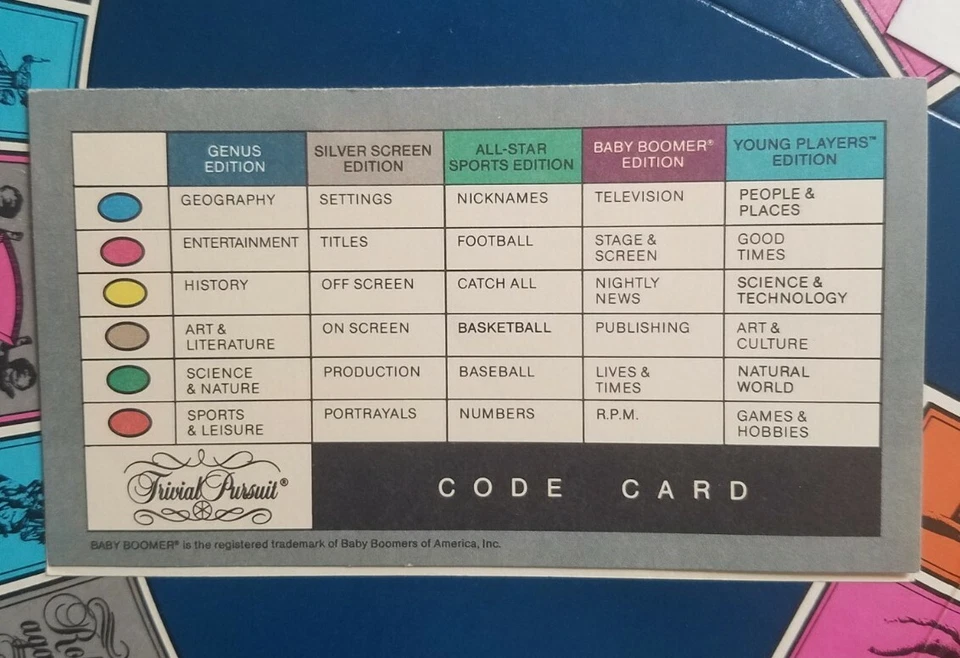 GENUS
EDITION
SILVER SCREEN
EDITION
ALL-STAR
SPORTS EDITION
BABY BOOMER®
EDITION
YOUNG PLAYERS™
EDITION
GEOGRAPHY
SETTINGS
NICKNAMES
TELEVISION
PEOPLE &
PLACES
ENTERTAINMENT
TITLES
FOOTBALL
STAGE &
SCREEN
GOOD
TIMES
HISTORY
OFF SCREEN
CATCH ALL
NIGHTLY
NEWS
SCIENCE &
TECHNOLOGY
ART &
LITERATURE
ON SCREEN
BASKETBALL
PUBLISHING
ART &
CULTURE
SCIENCE
& NATURE
PRODUCTION
BASEBALL
LIVES &
TIMES
NATURAL
WORLD
SPORTS
& LEISURE
PORTRAYALS
NUMBERS
R.P.M.
GAMES &
HOBBIES
Trivial Pursuit®
CODE CARD
BABY BOOMER® is the registered trademark of Baby Boomers of America, Inc.